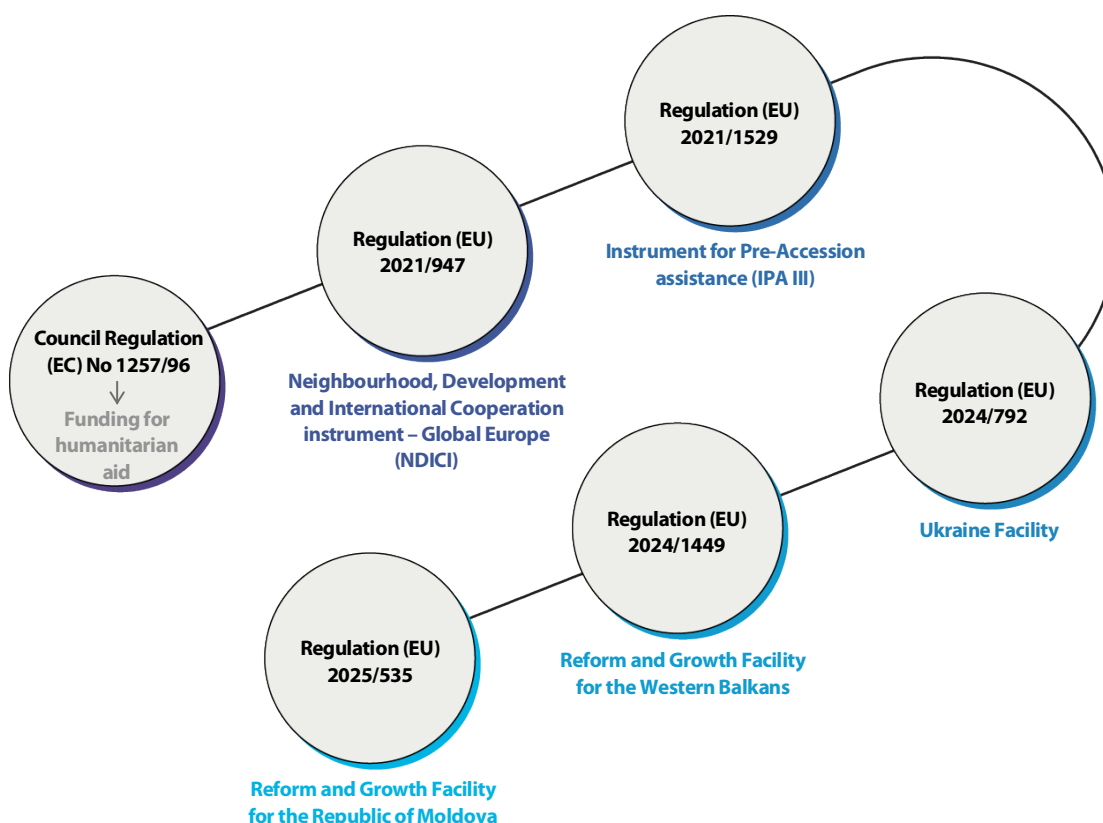 Council Regulation
(EC) No 1257/96
Funding for
humanitarian
aid
Regulation (EU)
2021/947
Neighbourhood, Development
and International Cooperation
instrument – Global Europe
(NDICI)
Regulation (EU)
2021/1529
Instrument for Pre-Accession
assistance (IPA III)
Regulation (EU)
2024/792
Ukraine Facility
Regulation (EU)
2024/1449
Reform and Growth Facility
for the Western Balkans
Regulation (EU)
2025/535
Reform and Growth Facility
for the Republic of Moldova